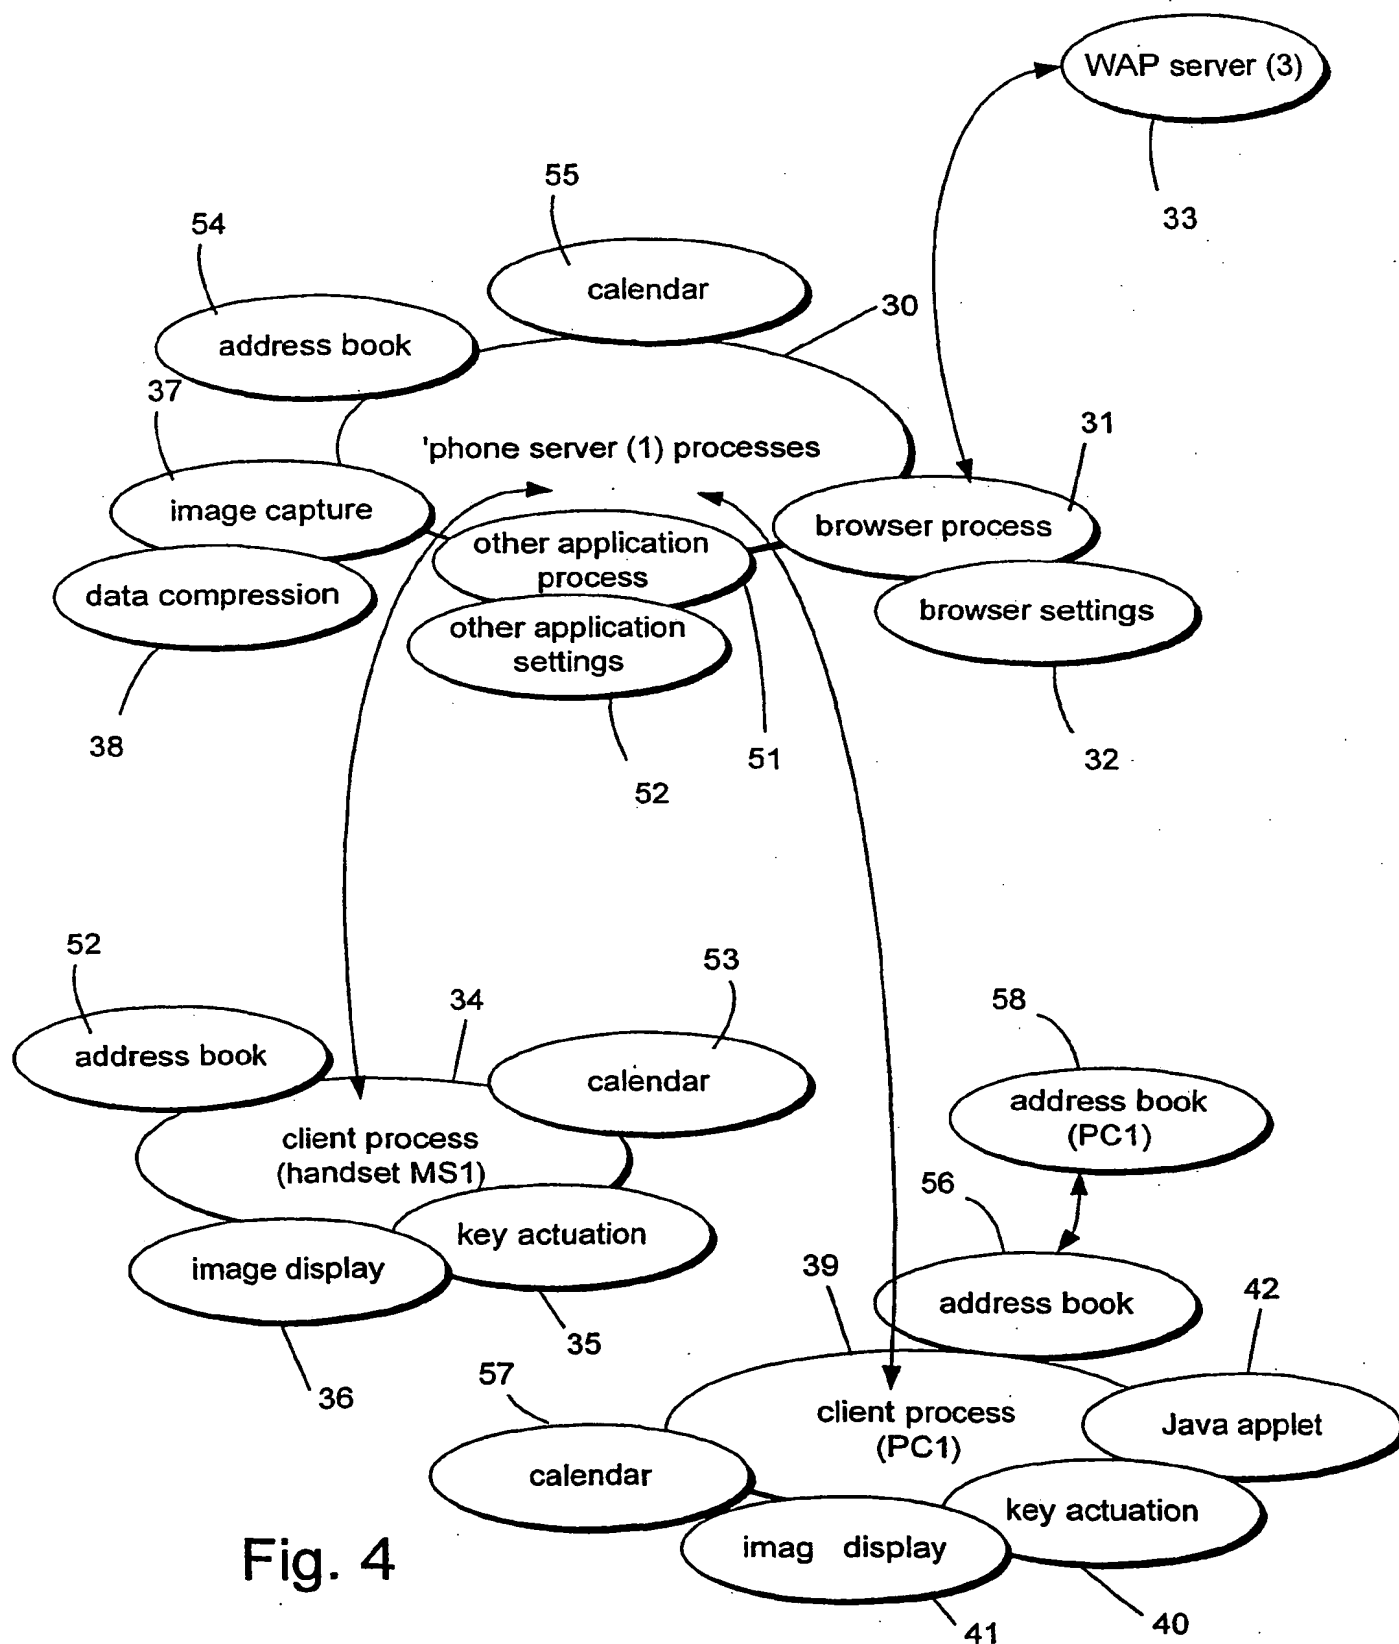 WAP server (3)
33
55
54
calendar
30
address book
37
31
'phone server (1) processes
image capture
browser process
other application
process
data compression
browser settings
other application
settings
38
52
51
32
52
53
34
58
address book
calendar
address book
(PC1)
client process
(handset MS1)
56
key actuation
image display
39
address book
42
35
36
57
client process
(PC1)
Java applet
calendar
key actuation
imag display
41
40
Fig. 4